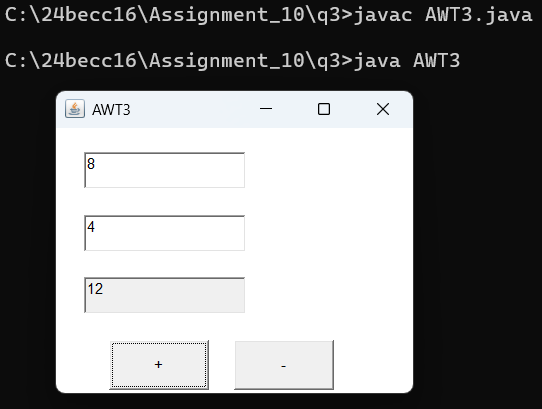 C:\24becc16\Assignment_10\q3>javac AWT3.java
C:\24becc16\Assignment_10\q3>java AWT3
AWT3
8
4
12
+ -